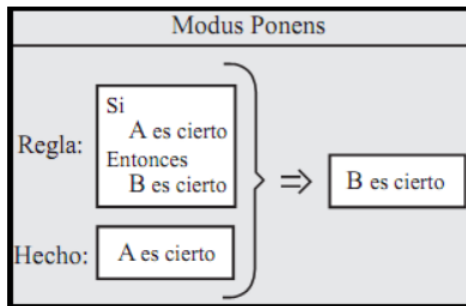 Modus Ponens
Regla:
Si
A es cierto
Entonces
B es cierto
Hecho:
A es cierto
⇒
B es cierto